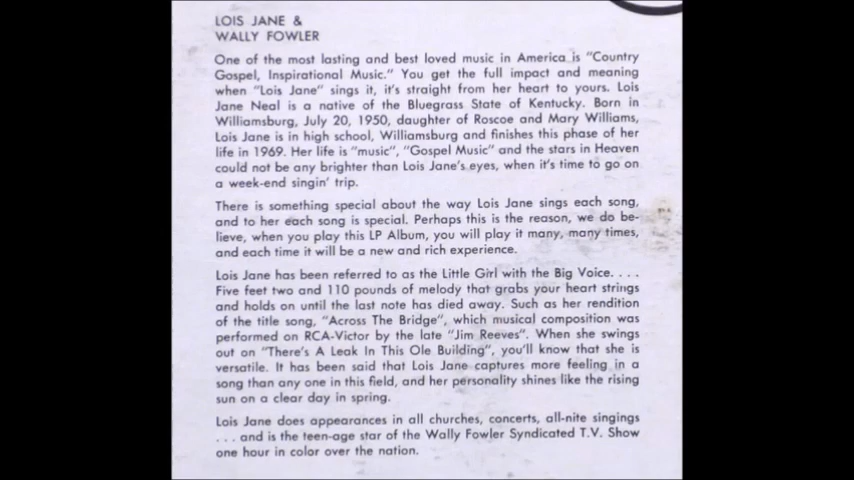 LOIS JANE &
WALLY FOWLER
One of the most lasting and best loved music in America is "Country
Gospel, Inspirational Music." You get the full impact and meaning
when "Lois Jane" sings it, it's straight from her heart to yours. Lois
Jane Neal is a native of the Bluegrass State of Kentucky. Born in
Williamsburg, July 20, 1950, daughter of Roscoe and Mary Williams,
Lois Jane is in high school, Williamsburg and finishes this phase of her
life in 1969. Her life is "music", "Gospel Music" and the stars in Heaven
could not be any brighter than Lois Jane's eyes, when it's time to go on
a week-end singin' trip.
There is something special about the way Lois Jane sings each song,
and to her each song is special. Perhaps this is the reason, we do be-
lieve, when you play this LP Album, you will play it many, many times,
and each time it will be a new and rich experience.
Lois Jane has been referred to as the Little Girl with the Big Voice. . . .
Five feet two and 110 pounds of melody that grabs your heart strings
and holds on until the last note has died away. Such as her rendition
of the title song, "Across The Bridge", which musical composition was
performed on RCA-Victor by the late "Jim Reeves". When she swings
out on "There's A Leak In This Ole Building", you'll know that she is
versatile. It has been said that Lois Jane captures more feeling in a
song than any one in this field, and her personality shines like the rising
sun on a clear day in spring.
Lois Jane does appearances in all churches, concerts, all-nite singings
. . . and is the teen-age star of the Wally Fowler Syndicated T.V. Show
one hour in color over the nation.